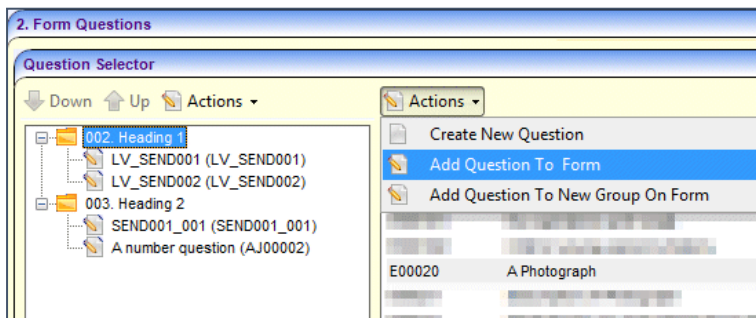 2. Form Questions
Question Selector
Down Up Actions
002. Heading 1
LV_SEND001 (LV_SEND001)
LV_SEND002 (LV_SEND002)
003. Heading 2
SEND001_001 (SEND001_001)
A number question (AJ00002)
Actions
Create New Question
Add Question To Form
Add Question To New Group On Form
E00020 A Photograph